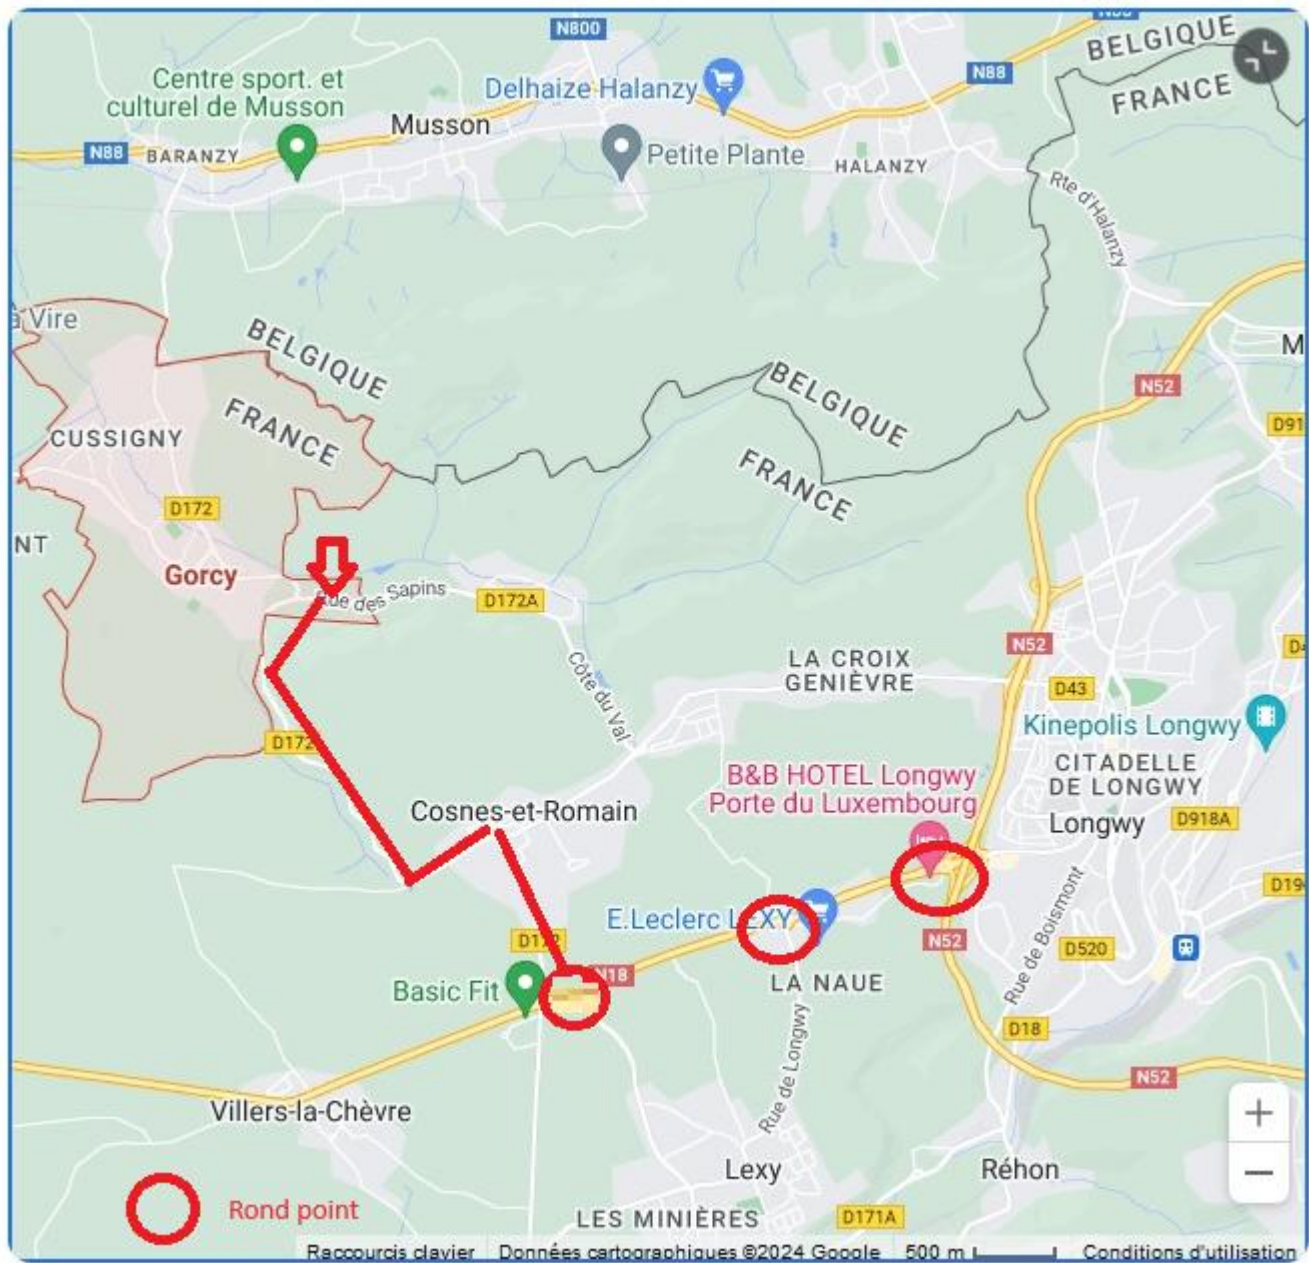 N800
BELGIQUE
FRANCE
Centre sport. et
culturel de Musson
Delhaize Halanzy
N88
Musson
N88
BARANZY
Petite Plante
HALANZY
Rte d'Halanzy
à Vire
BELGIQUE
FRANCE
M
N52
BELGIQUE
FRANCE
D91
CUSSIGNY
D172
NT
Gorcy
Rue des Sapins
D172A
N52
LA CROIX
GENIÈVRE
D43
Côte du Val
Kinepolis Longwy
D172
B&B HOTEL Longwy
Porte du Luxembourg
CITADELLE
DE LONGWY
Cosnes-et-Romain
Longwy
D918A
Rue de Boismont
E.Leclerc LEXY
D172
N52
D520
N18
Basic Fit
LA NAUE
Rue de Longwy
D18
N52
Villers-la-Chèvre
Lexy
Réhon
Rond point
LES MINIÈRES
D171A
Raccourcis clavier
Données cartographiques ©2024 Google
500 m
Conditions d'utilisation